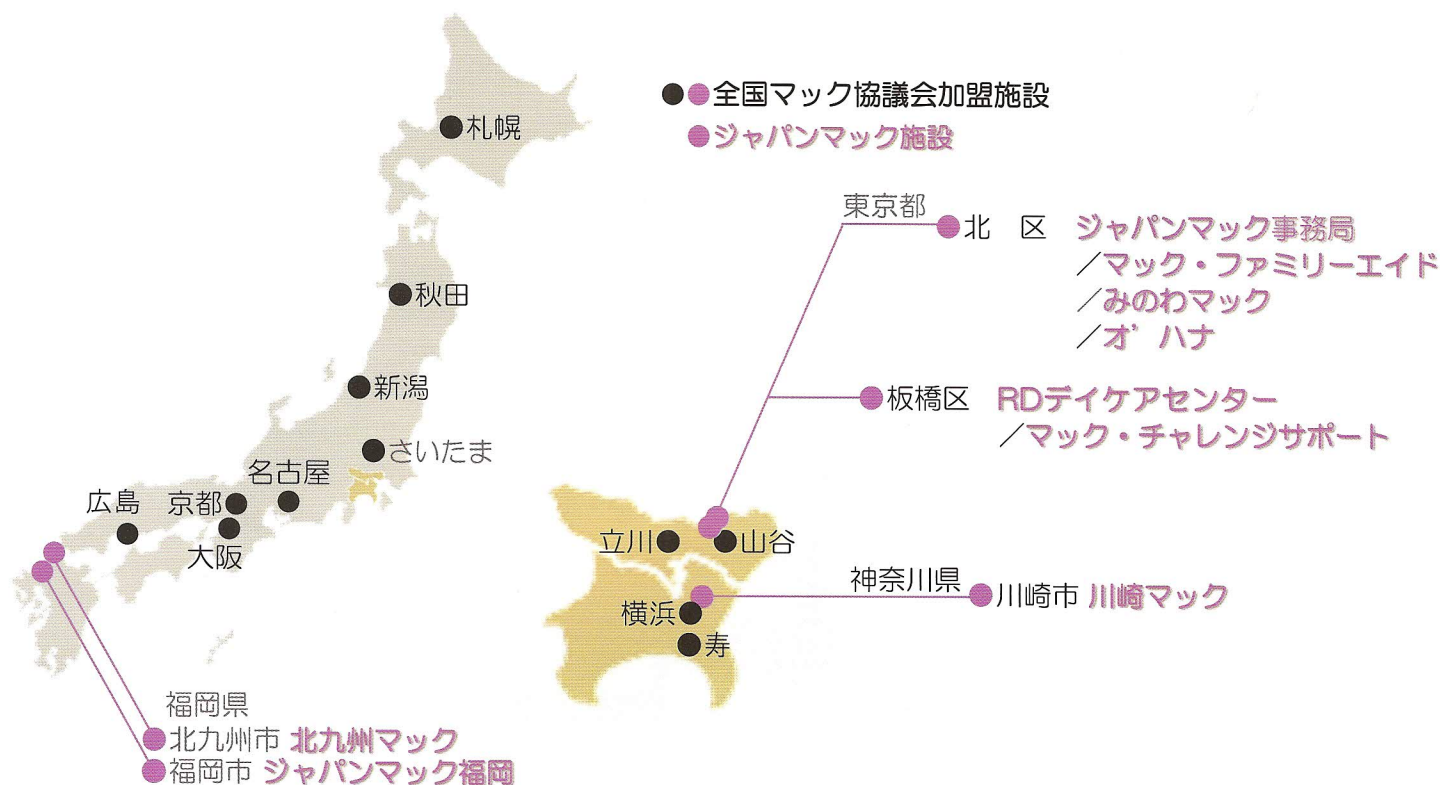 全国マック協議会加盟施設
ジャパンマック施設
札幌
秋田
新潟
さいたま
名古屋
京都
大阪
広島
東京都
北　区　ジャパンマック事務局
／マック・ファミリーエイド
／みのわマック
／オ’ハナ
板橋区　RDデイケアセンター
／マック・チャレンジサポート
立川
山谷
神奈川県
川崎市 川崎マック
横浜
寿
福岡県
北九州市 北九州マック
福岡市 ジャパンマック福岡